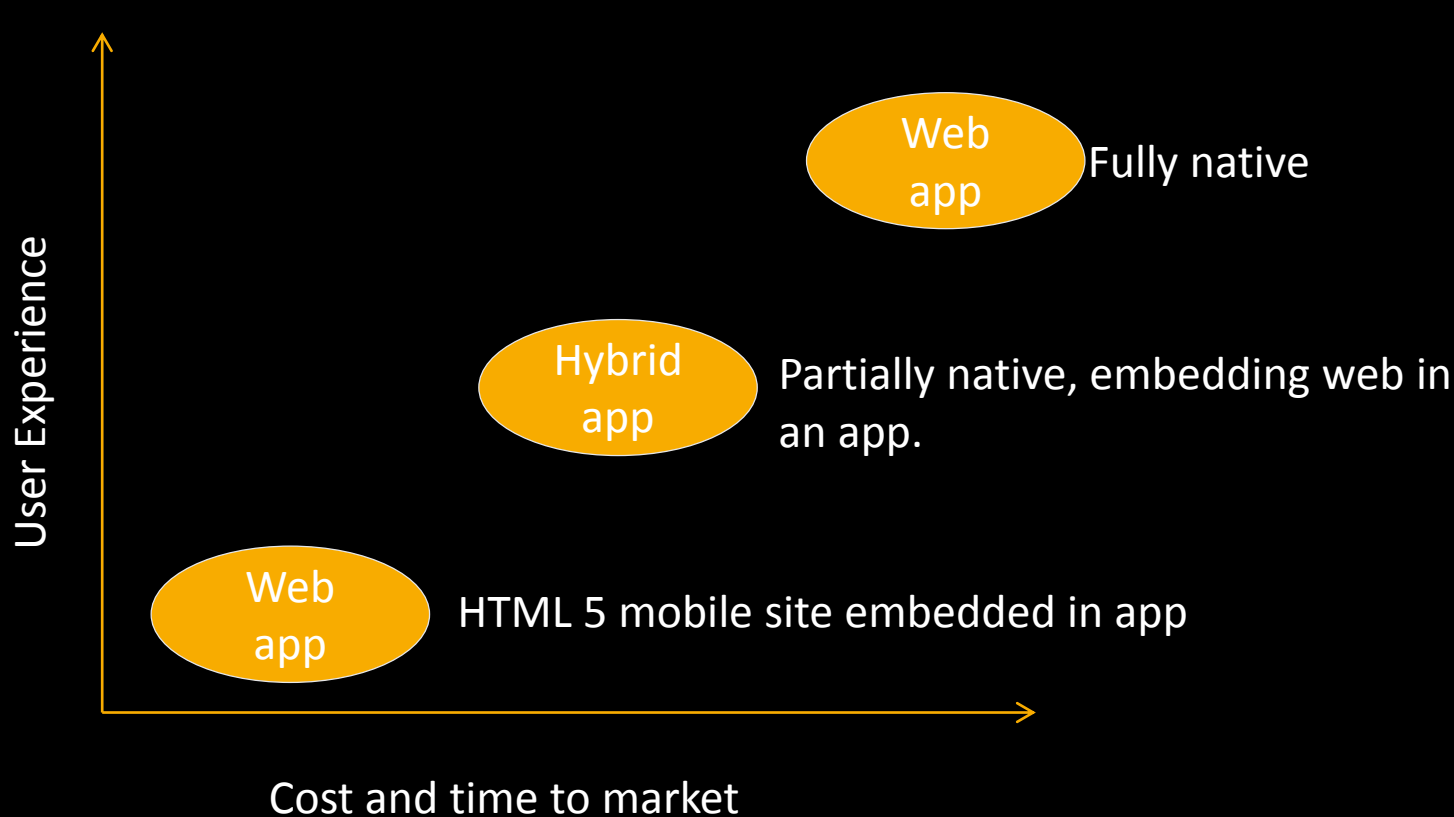 Web
app
Fully native
User Experience
Hybrid
app
Partially native, embedding web in
an app.
Web
app
HTML 5 mobile site embedded in app
Cost and time to market